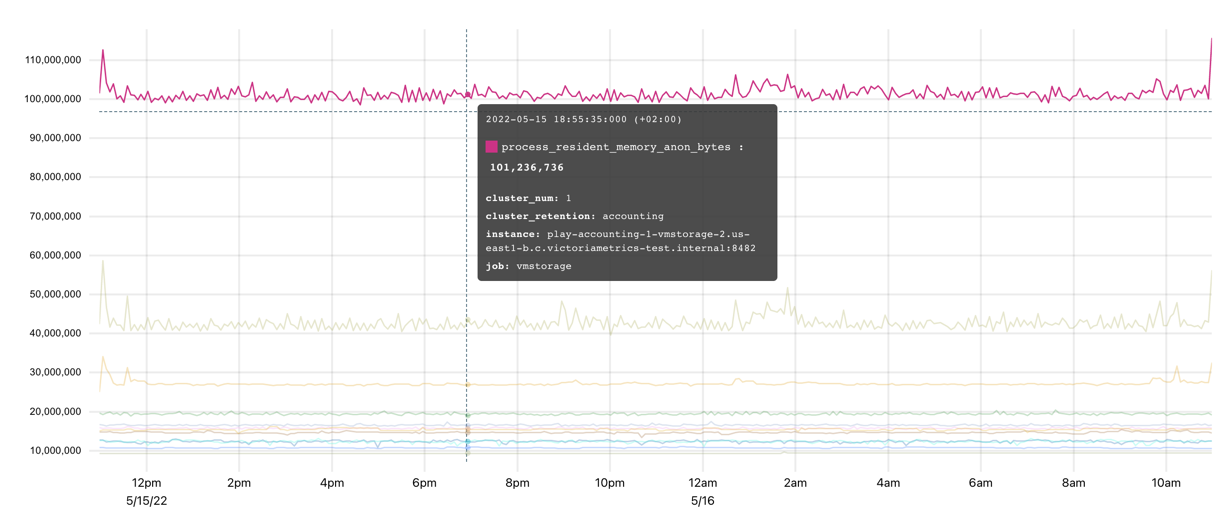 110,000,000
100,000,000
90,000,000
80,000,000
70,000,000
60,000,000
50,000,000
40,000,000
30,000,000
20,000,000
10,000,000
2022-05-15 18:55:35:000 (+02:00)
process_resident_memory_anon_bytes :
101,236,736
cluster_num: 1
cluster_retention: accounting
instance: play-accounting-1-vmstorage-2.us-
east1-b.c.victoriametrics-test.internal:8482
job: vmstorage
12pm 2pm 4pm 6pm 8pm 10pm 12am 2am 4am 6am 8am 10am
5/15/22 5/16